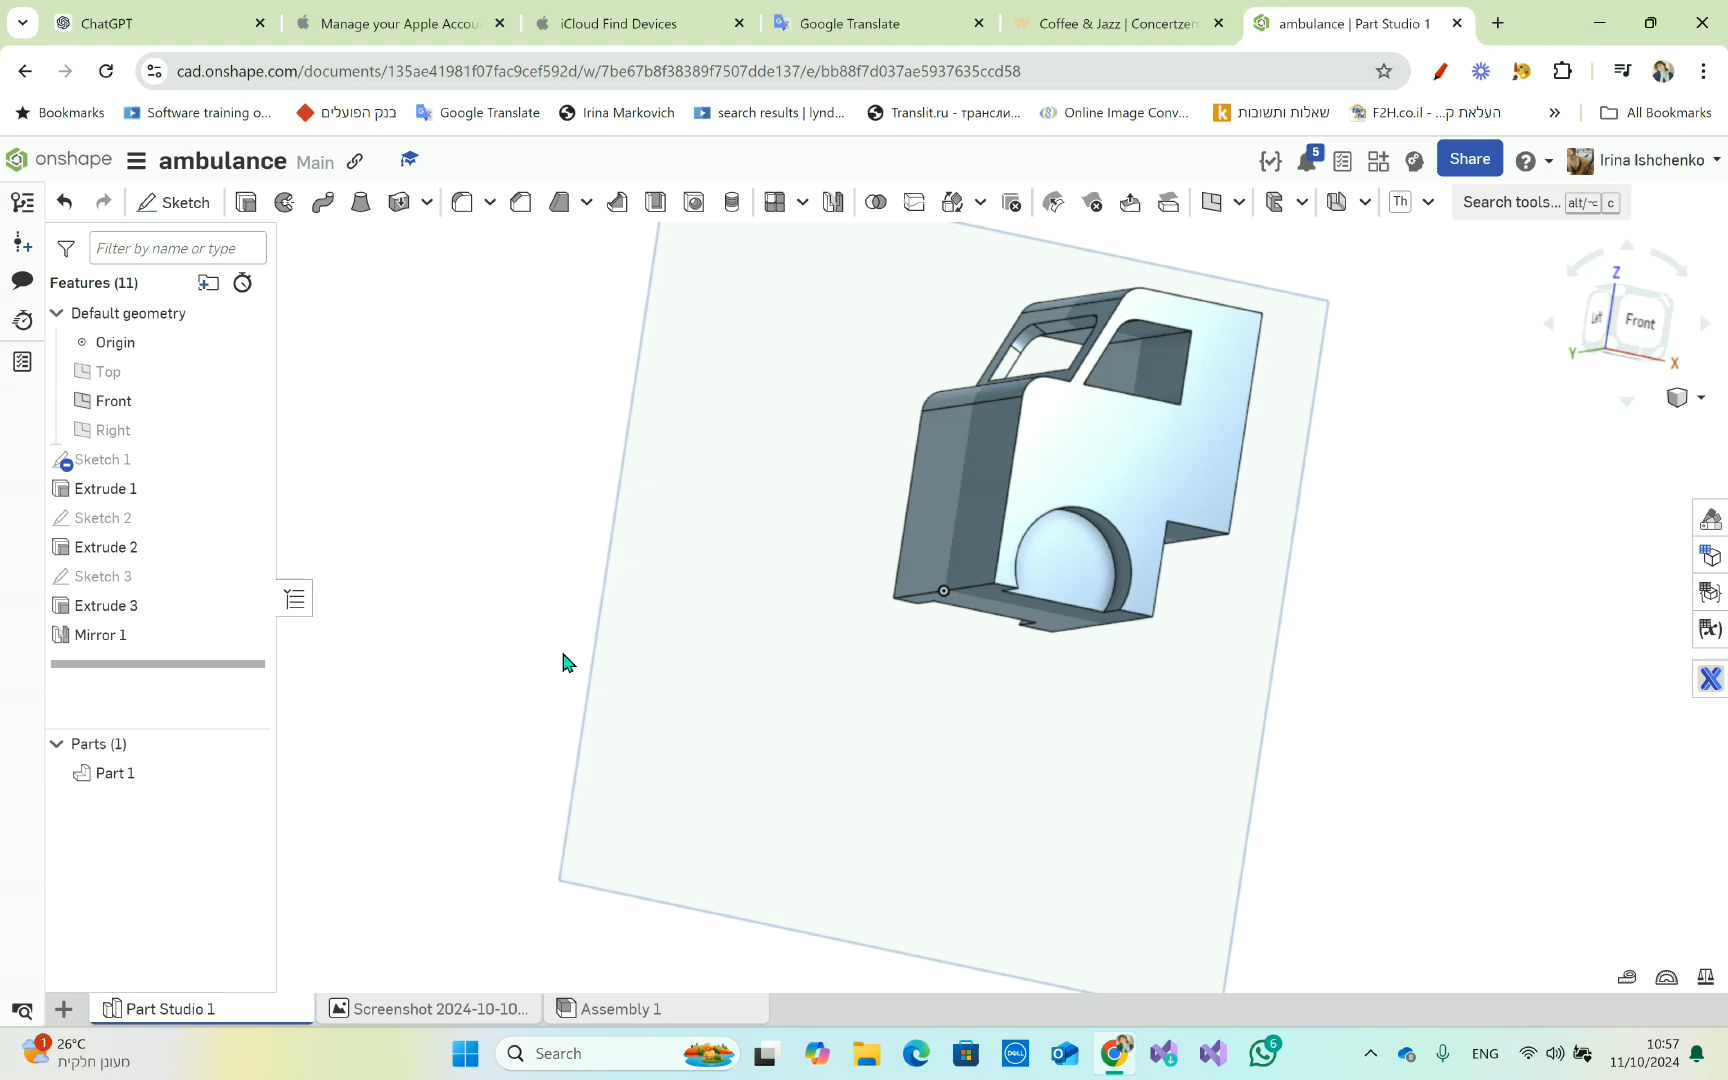 ChatGPT
Manage your Apple Accou
iCloud Find Devices
Google Translate
Coffee & Jazz | Concertzen
ambulance | Part Studio 1
cad.onshape.com/documents/135ae41981f07fac9cef592d/w/7be67b8f38389f7507dde137/e/bb88f7d037ae5937635ccd58
Bookmarks
Software training o...
בנק הפועלים
Google Translate
Irina Markovich
search results | lynd...
Translit.ru - трансли...
Online Image Conv...
שאלות ותשובות
F2H.co.il - ...העלאת ק
All Bookmarks
onshape
ambulance Main
5
Share
Irina Ishchenko
Sketch
Th
Search tools... alt/⌥ c
Filter by name or type
Features (11)
Default geometry
Origin
Top
Front
Right
Sketch 1
Extrude 1
Sketch 2
Extrude 2
Sketch 3
Extrude 3
Mirror 1
Parts (1)
Part 1
Z
Left
Front
Y
X
Part Studio 1
Screenshot 2024-10-10...
Assembly 1
1
26°C
מעונן חלקית
Search
DELL
6
ENG
10:57
11/10/2024